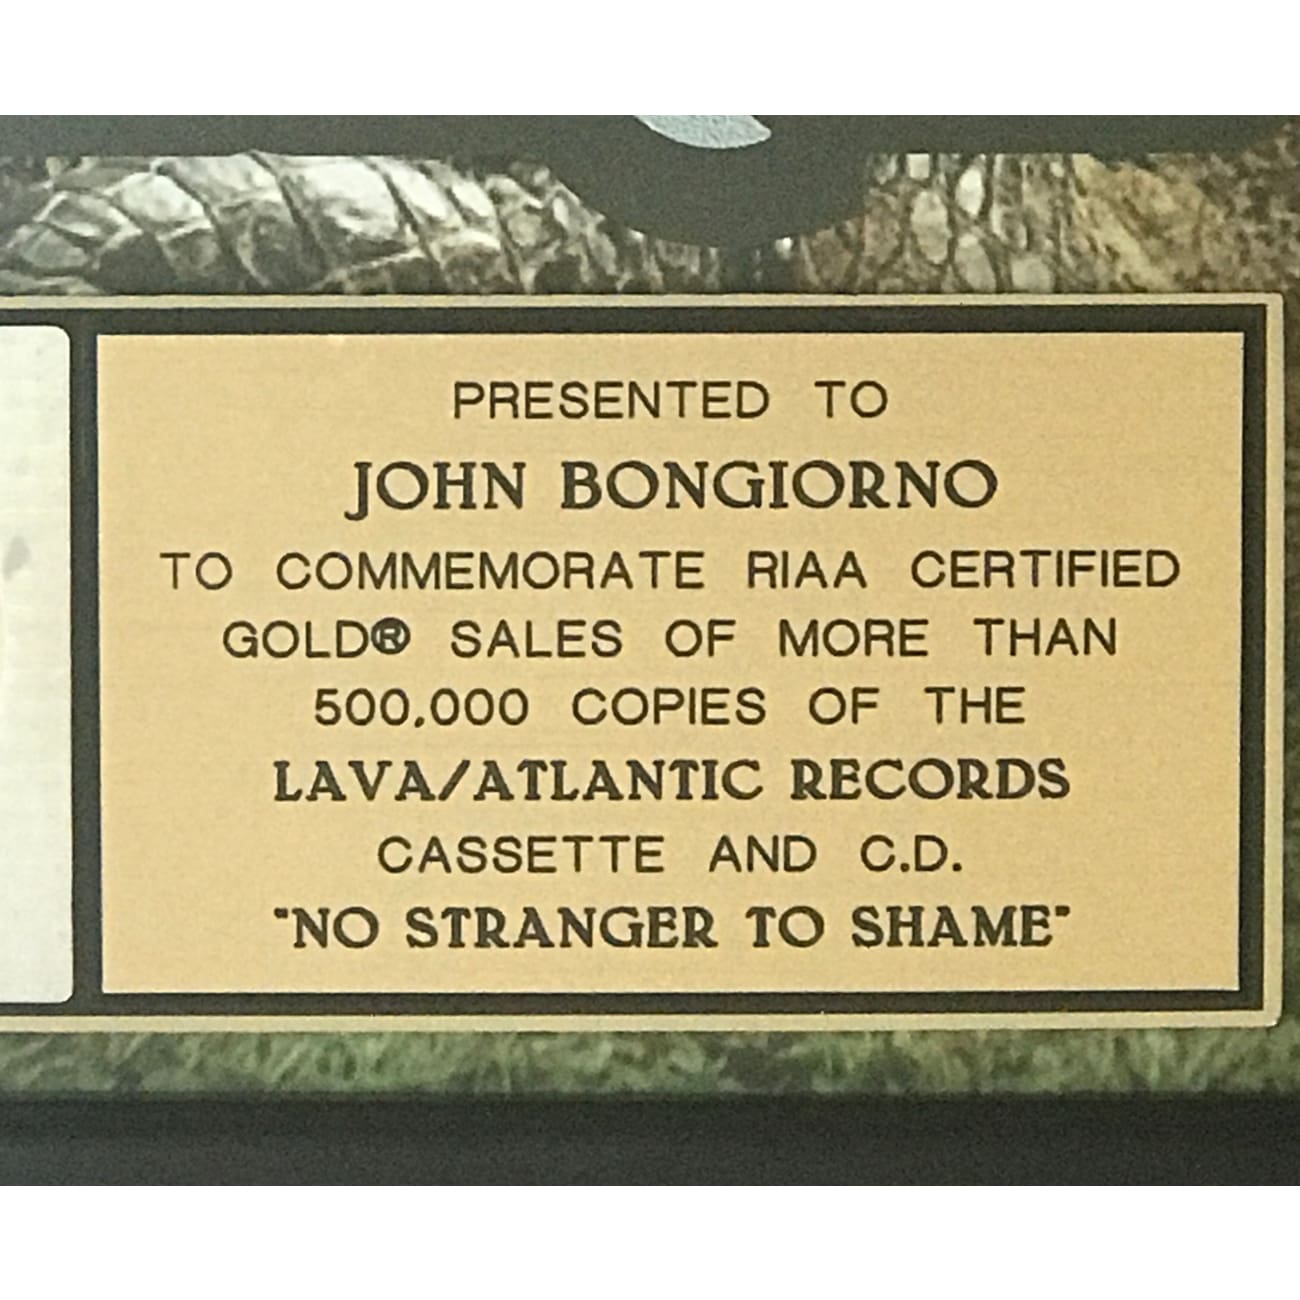 PRESENTED TO
JOHN BONGIORNO
TO COMMEMORATE RIAA CERTIFIED
GOLD® SALES OF MORE THAN
500,000 COPIES OF THE
LAVA/ATLANTIC RECORDS
CASSETTE AND C.D.
"NO STRANGER TO SHAME"